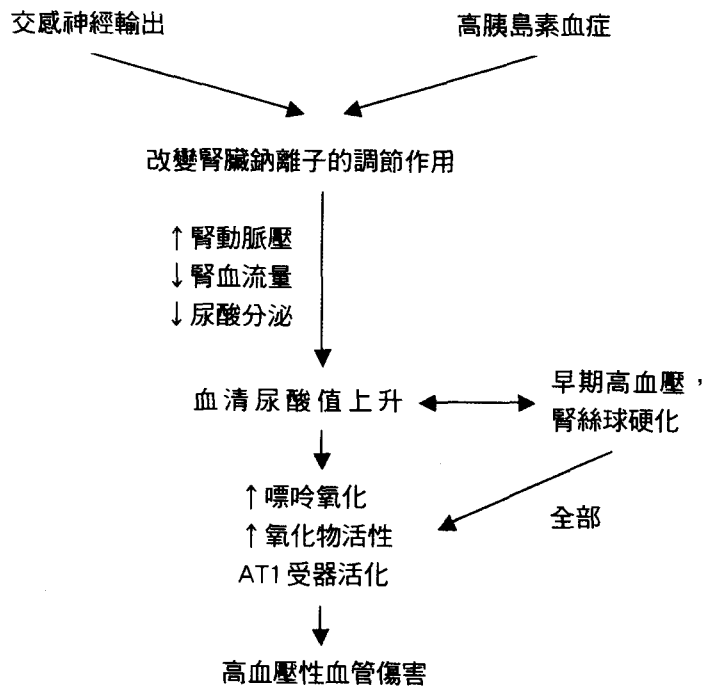 交感神經輸出
高胰島素血症
改變腎臟鈉離子的調節作用
↑腎動脈壓
↓腎血流量
↓尿酸分泌
血清尿酸值上升
早期高血壓，
腎絲球硬化
↑嘌呤氧化
↑氧化物活性
全部
AT1受器活化
高血壓性血管傷害